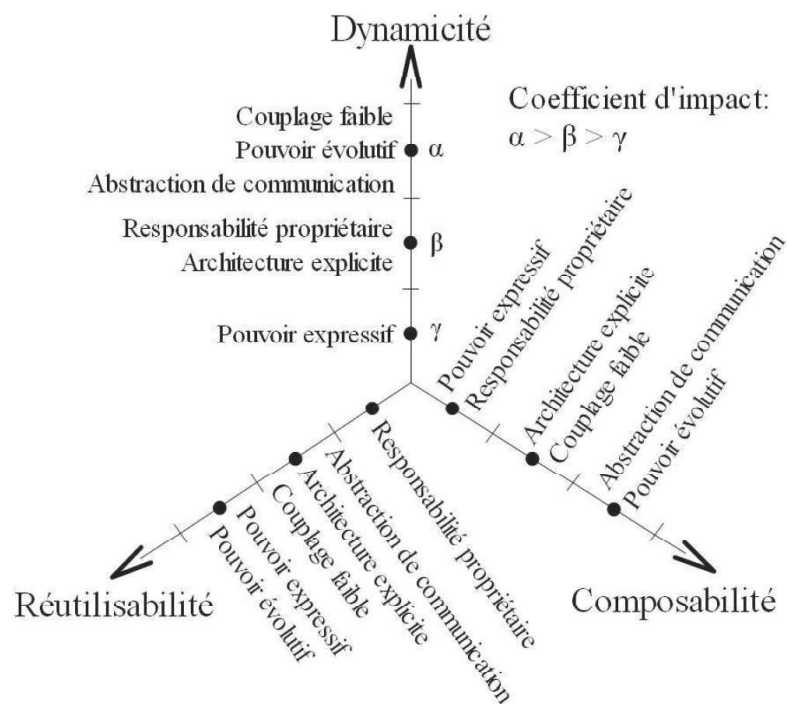 Dynamicité
Coefficient d'impact:
α > β > γ
Couplage faible
Pouvoir évolutif
α
Abstraction de communication
Responsabilité propriétaire
β
Architecture explicite
Pouvoir expressif
γ
Pouvoir expressif
Responsabilité propriétaire
Architecture explicite
Couplage faible
Abstraction de communication
Pouvoir évolutif
Composabilité
Responsabilité propriétaire
Abstraction de communication
Architecture explicite
Couplage faible
Pouvoir expressif
Pouvoir évolutif
Réutilisabilité